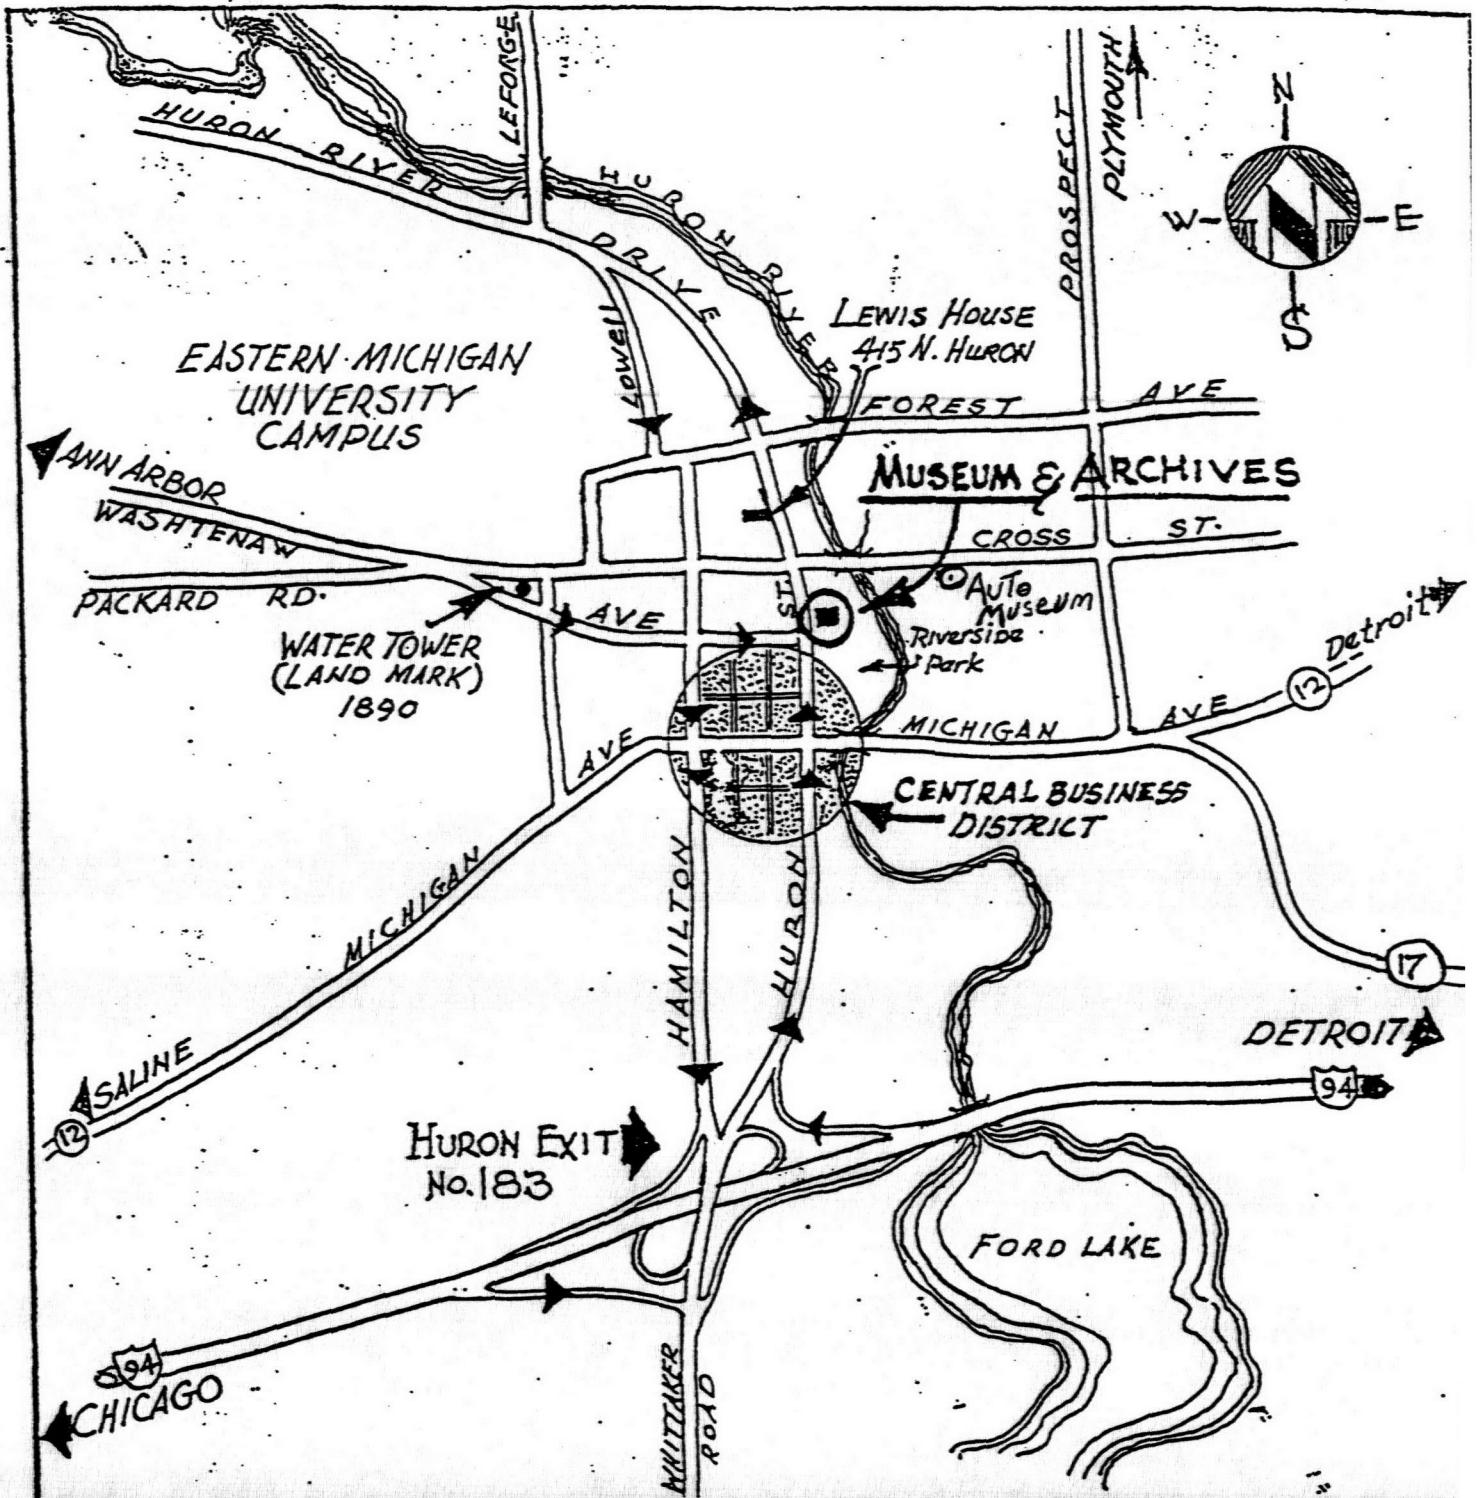 LEFORGE
HURON RIVER DRIVE
HURON RIVER
PROSPECT
PLYMOUTH
N
W
E
S
Lowell
LEWIS HOUSE
415 N. HURON
EASTERN MICHIGAN
UNIVERSITY
CAMPUS
FOREST AVE
ANN ARBOR
WASHTENAW AVE
MUSEUM & ARCHIVES
CROSS ST.
PACKARD RD.
AUTO
MUSEUM
WATER TOWER
(LAND MARK)
1890
ST.
Riverside
Park
Detroit
12
MICHIGAN AVE
MICHIGAN AVE
CENTRAL BUSINESS
DISTRICT
HAMILTON
HURON
17
DETROIT
SALINE
12
94
HURON EXIT
No. 183
FORD LAKE
94
CHICAGO
WHITTAKER
ROAD